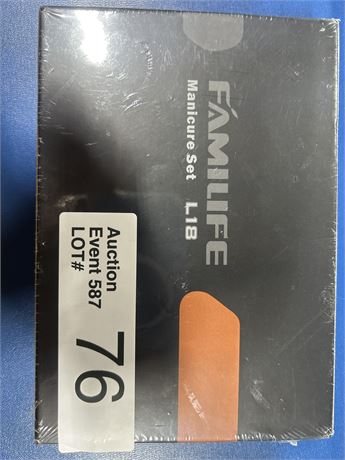 FAMILIFE
Manicure Set L18
Auction
Event 587
LOT#
76